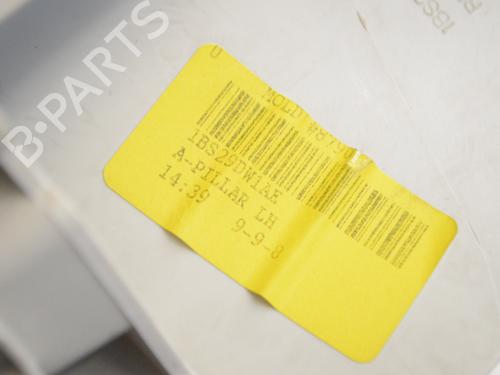 B-PARTS
1BS29DW1AE
A-PILLAR LH
14:39 9-9-8